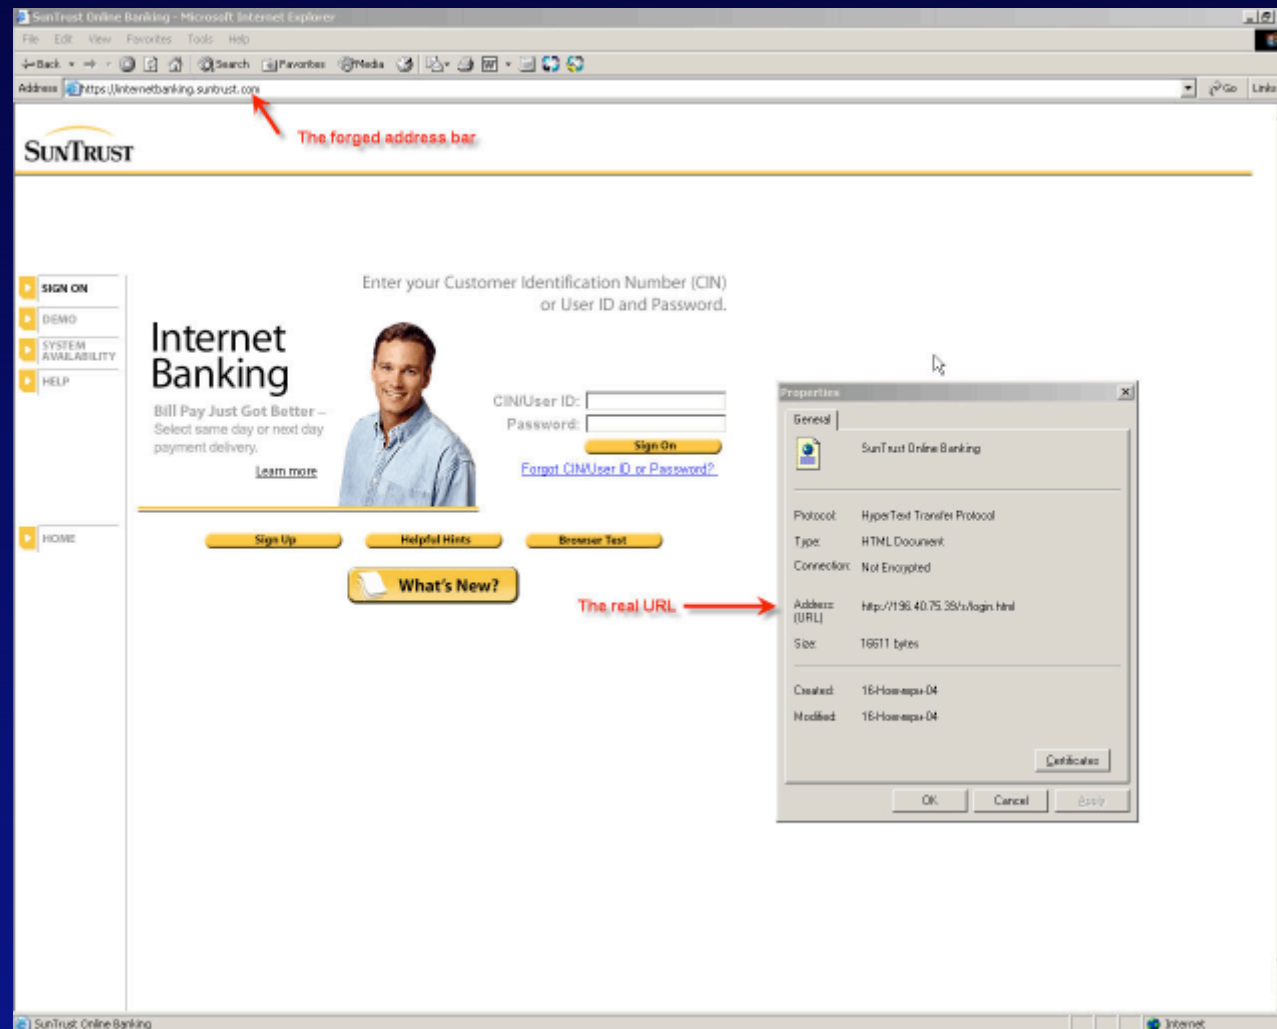 SunTrust Online Banking - Microsoft Internet Explorer
File Edit View Favorites Tools Help
Back Search Favorites Media
Address https://internetbanking.suntrust.com Go Links
The forged address bar
SUNTRUST
Enter your Customer Identification Number (CIN)
or User ID and Password.
SIGN ON
DEMO
SYSTEM
AVAILABILITY
HELP
Internet
Banking
Bill Pay Just Got Better –
Select same day or next day
payment delivery.
Learn more
CIN/User ID:
Password:
Sign On
Forgot CIN/User ID or Password?
HOME
Sign Up Helpful Hints Browser Test
What's New?
The real URL
Properties
General
SunTrust Online Banking
Protocol: HyperText Transfer Protocol
Type: HTML Document
Connection: Not Encrypted
Address: http://196.40.75.39/s/login.html
(URL)
Size: 16611 bytes
Created: 16-Ноември-04
Modified: 16-Ноември-04
Certificates
OK Cancel Apply
SunTrust Online Banking Internet